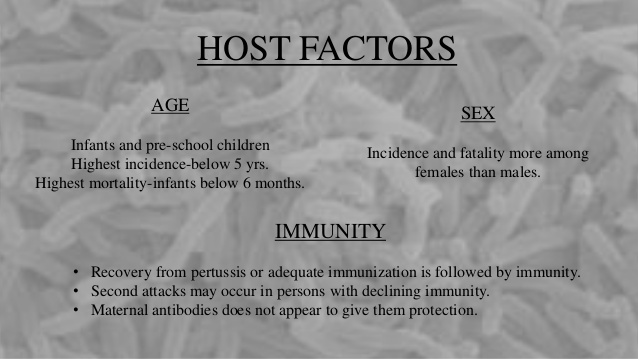 HOST FACTORS
AGE
Infants and pre-school children
Highest incidence-below 5 yrs.
Highest mortality-infants below 6 months.
SEX
Incidence and fatality more among
females than males.
IMMUNITY
• Recovery from pertussis or adequate immunization is followed by immunity.
• Second attacks may occur in persons with declining immunity.
• Maternal antibodies does not appear to give them protection.